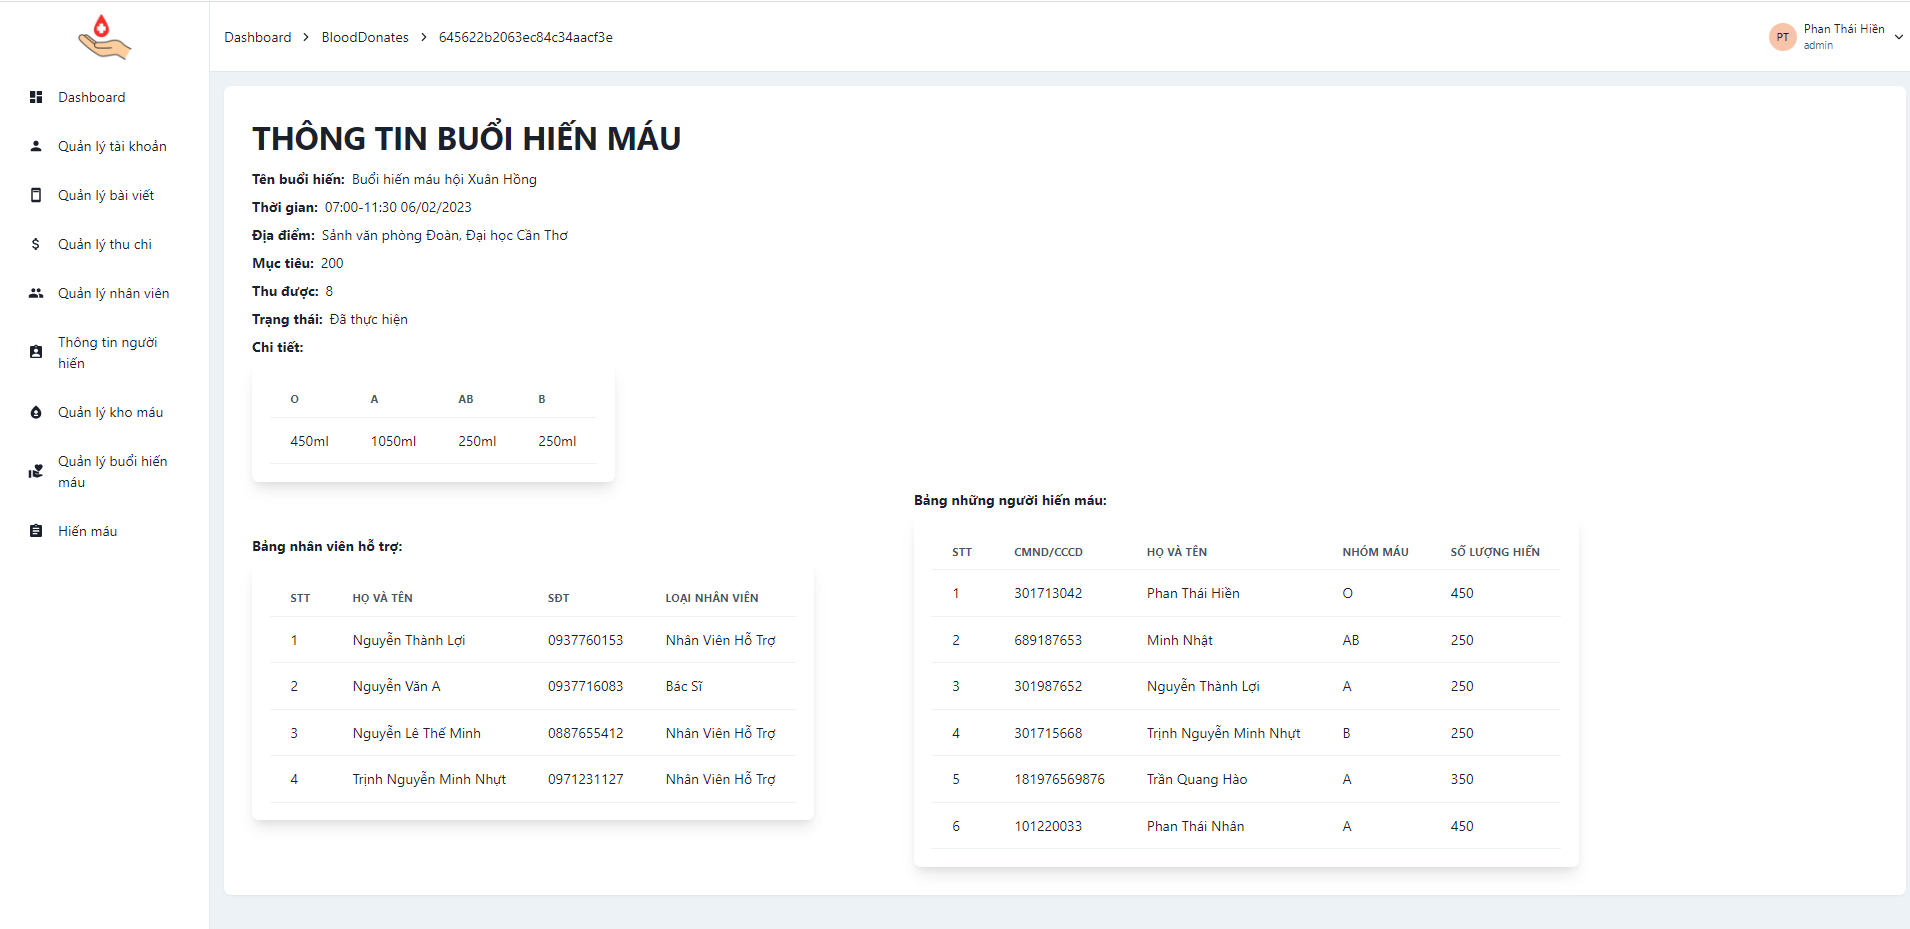 Dashboard > BloodDonates > 645622b2063ec84c34aacf3e
PT
Phan Thái Hiền
admin
Dashboard
Quản lý tài khoản
Quản lý bài viết
Quản lý thu chi
Quản lý nhân viên
Thông tin người
hiến
Quản lý kho máu
Quản lý buổi hiến
máu
Hiến máu
THÔNG TIN BUỔI HIẾN MÁU
Tên buổi hiến: Buổi hiến máu hội Xuân Hồng
Thời gian: 07:00-11:30 06/02/2023
Địa điểm: Sảnh văn phòng Đoàn, Đại học Cần Thơ
Mục tiêu: 200
Thu được: 8
Trạng thái: Đã thực hiện
Chi tiết:
O A AB B
450ml 1050ml 250ml 250ml
Bảng nhân viên hỗ trợ:
STT HỌ VÀ TÊN SĐT LOẠI NHÂN VIÊN
1 Nguyễn Thành Lợi 0937760153 Nhân Viên Hỗ Trợ
2 Nguyễn Văn A 0937716083 Bác Sĩ
3 Nguyễn Lê Thế Minh 0887655412 Nhân Viên Hỗ Trợ
4 Trịnh Nguyễn Minh Nhựt 0971231127 Nhân Viên Hỗ Trợ
Bảng những người hiến máu:
STT CMND/CCCD HỌ VÀ TÊN NHÓM MÁU SỐ LƯỢNG HIẾN
1 301713042 Phan Thái Hiền O 450
2 689187653 Minh Nhật AB 250
3 301987652 Nguyễn Thành Lợi A 250
4 301715668 Trịnh Nguyễn Minh Nhựt B 250
5 181976569876 Trần Quang Hào A 350
6 101220033 Phan Thái Nhân A 450